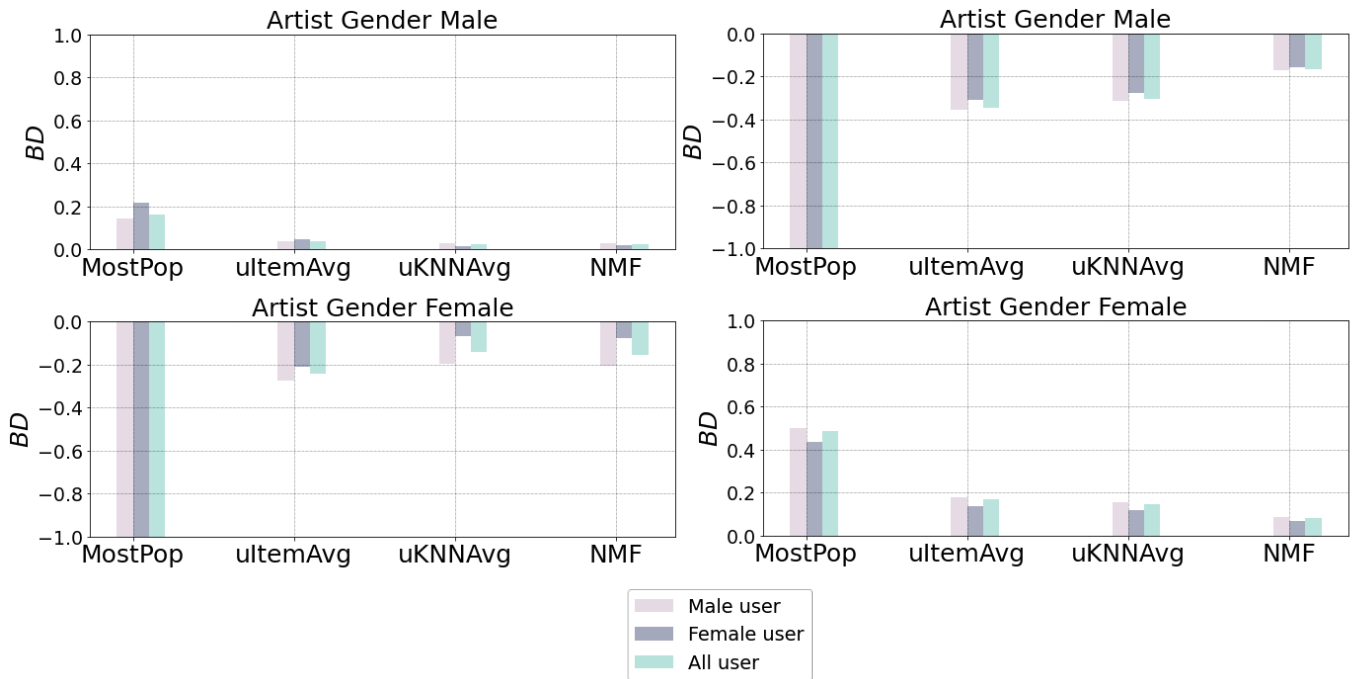 Artist Gender Male
1.0
0.8
0.6
0.4
0.2
0.0
BD
MostPop uItemAvg uKNNAvg NMF
Artist Gender Male
0.0
−0.2
−0.4
−0.6
−0.8
−1.0
BD
MostPop uItemAvg uKNNAvg NMF
Artist Gender Female
0.0
−0.2
−0.4
−0.6
−0.8
−1.0
BD
MostPop uItemAvg uKNNAvg NMF
Artist Gender Female
1.0
0.8
0.6
0.4
0.2
0.0
BD
MostPop uItemAvg uKNNAvg NMF
Male user
Female user
All user